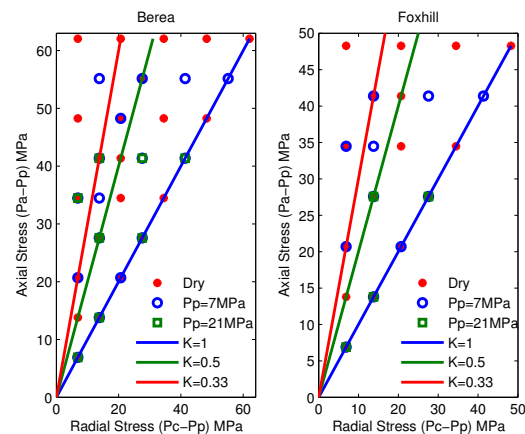 Berea
Foxhill
Axial Stress (Pa−Pp) MPa
60
50
40
30
20
10
0
0 20 40 60
Radial Stress (Pc−Pp) MPa
Dry
Pp=7MPa
Pp=21MPa
K=1
K=0.5
K=0.33
Axial Stress (Pa−Pp) MPa
50
45
40
35
30
25
20
15
10
5
0
0 10 20 30 40 50
Radial Stress (Pc−Pp) MPa
Dry
Pp=7MPa
Pp=21MPa
K=1
K=0.5
K=0.33